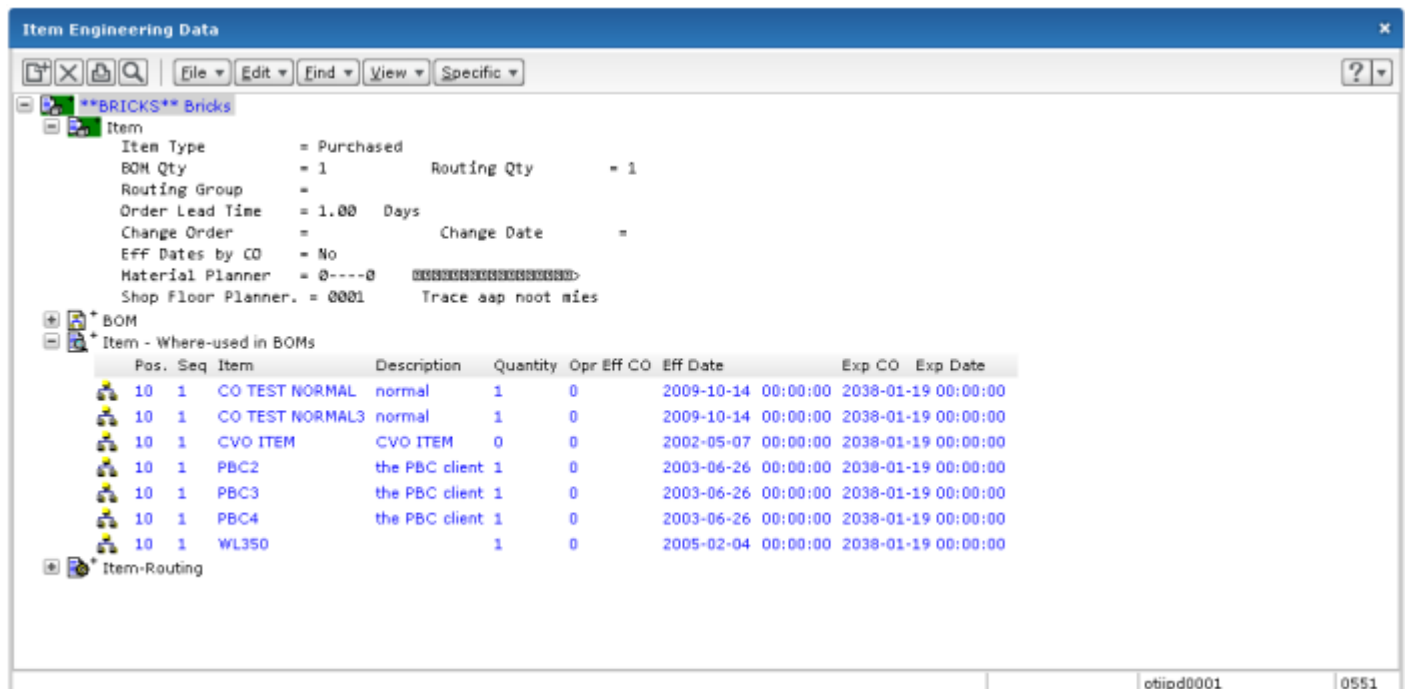 Item Engineering Data
File Edit Find View Specific ?
**BRICKS** Bricks
Item
Item Type = Purchased
BOM Qty = 1 Routing Qty = 1
Routing Group =
Order Lead Time = 1.00 Days
Change Order = Change Date =
Eff Dates by CO = No
Material Planner = 0----0
Shop Floor Planner. = 0001 Trace aap noot mies
BOM
Item - Where-used in BOMs
Pos. Seq Item Description Quantity Opr Eff CO Eff Date Exp CO Exp Date
10 1 CO TEST NORMAL normal 1 0 2009-10-14 00:00:00 2038-01-19 00:00:00
10 1 CO TEST NORMAL3 normal 1 0 2009-10-14 00:00:00 2038-01-19 00:00:00
10 1 CVO ITEM CVO ITEM 0 0 2002-05-07 00:00:00 2038-01-19 00:00:00
10 1 PBC2 the PBC client 1 0 2003-06-26 00:00:00 2038-01-19 00:00:00
10 1 PBC3 the PBC client 1 0 2003-06-26 00:00:00 2038-01-19 00:00:00
10 1 PBC4 the PBC client 1 0 2003-06-26 00:00:00 2038-01-19 00:00:00
10 1 WL350 1 0 2005-02-04 00:00:00 2038-01-19 00:00:00
Item-Routing
otiipd0001 0551